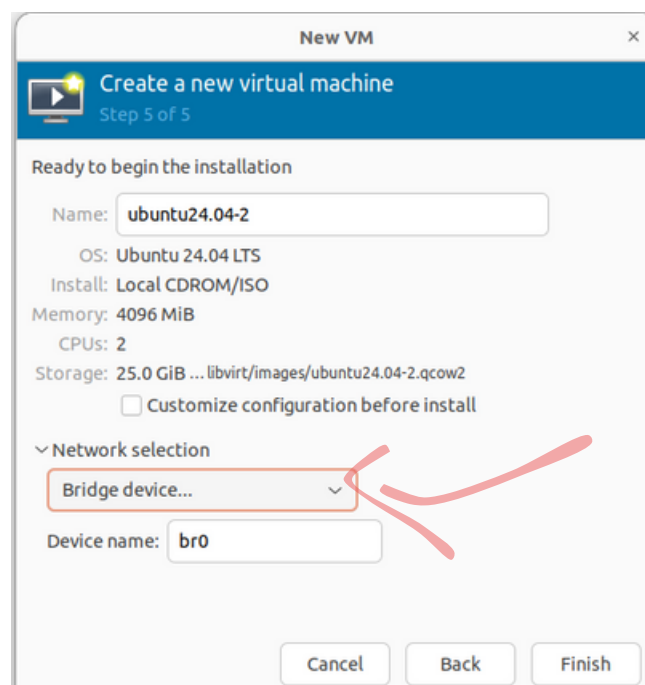 New VM ×
Create a new virtual machine
Step 5 of 5
Ready to begin the installation
Name: ubuntu24.04-2
OS: Ubuntu 24.04 LTS
Install: Local CDROM/ISO
Memory: 4096 MiB
CPUs: 2
Storage: 25.0 GiB ... libvirt/images/ubuntu24.04-2.qcow2
Customize configuration before install
Network selection
Bridge device...
Device name: br0
Cancel Back Finish